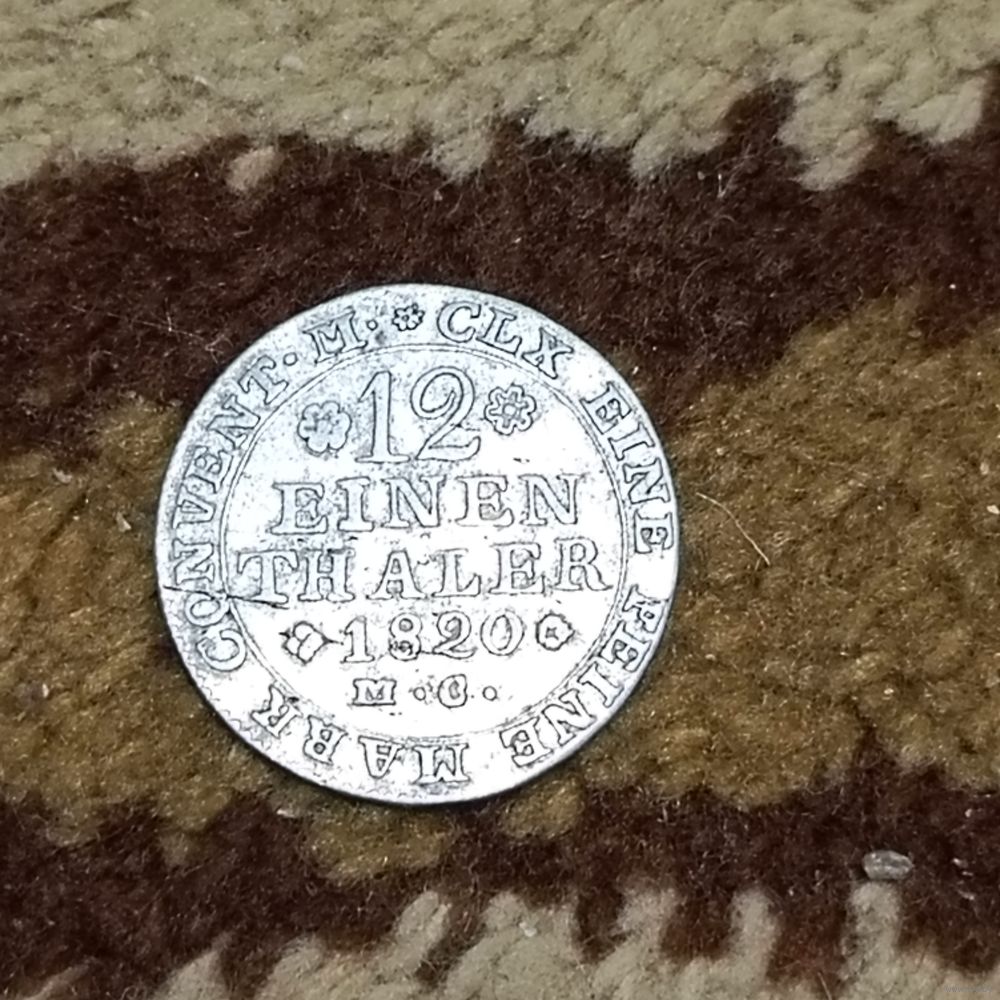 CLX EINE FEINE MARK CONVENT·M·
12
EINEN
THALER
1820
M·C·